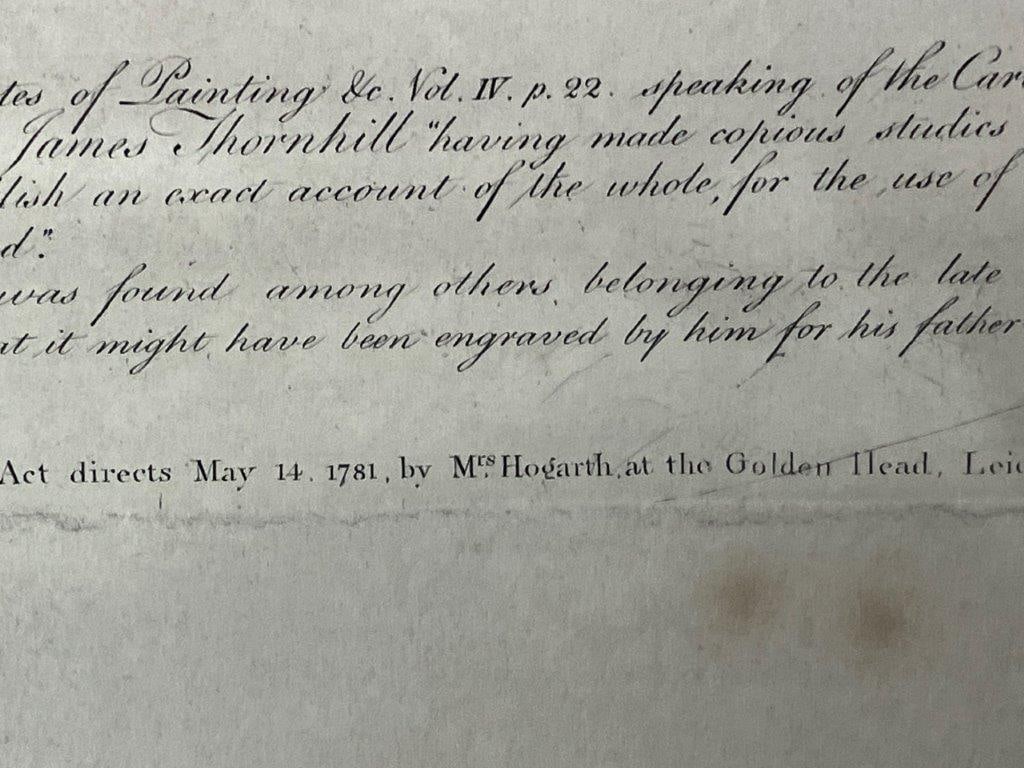 tes of Painting &c. Vol. IV. p. 22. speaking of the Car
James Thornhill "having made copious studies
lish an exact account of the whole, for the use of
d."
was found among others belonging to the late
at it might have been engraved by him for his father
Act directs May 14. 1781, by Mrs. Hogarth, at the Golden Head, Leic